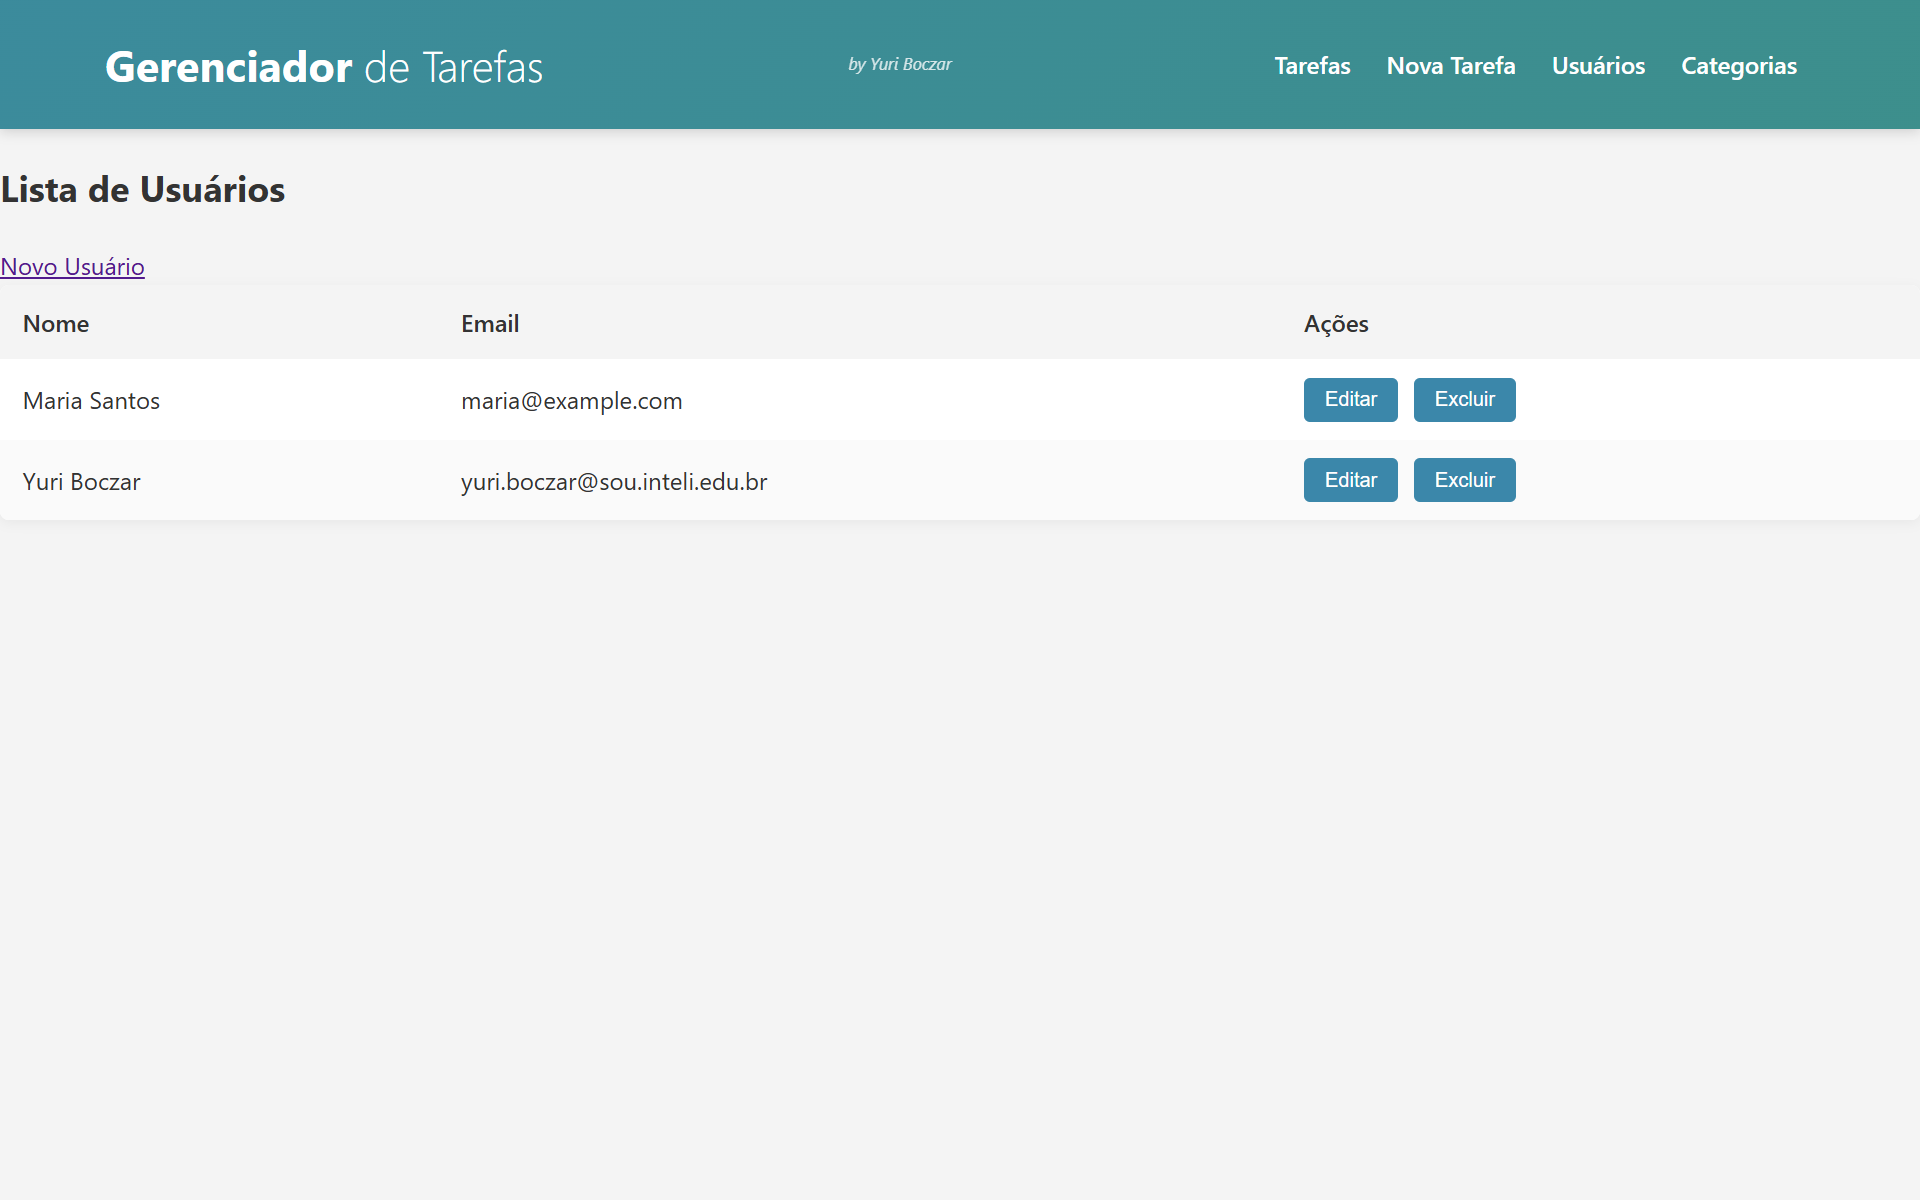 Gerenciador de Tarefas
by Yuri Boczar
Tarefas Nova Tarefa Usuários Categorias
Lista de Usuários
Novo Usuário
Nome Email Ações
Maria Santos maria@example.com Editar Excluir
Yuri Boczar yuri.boczar@sou.inteli.edu.br Editar Excluir